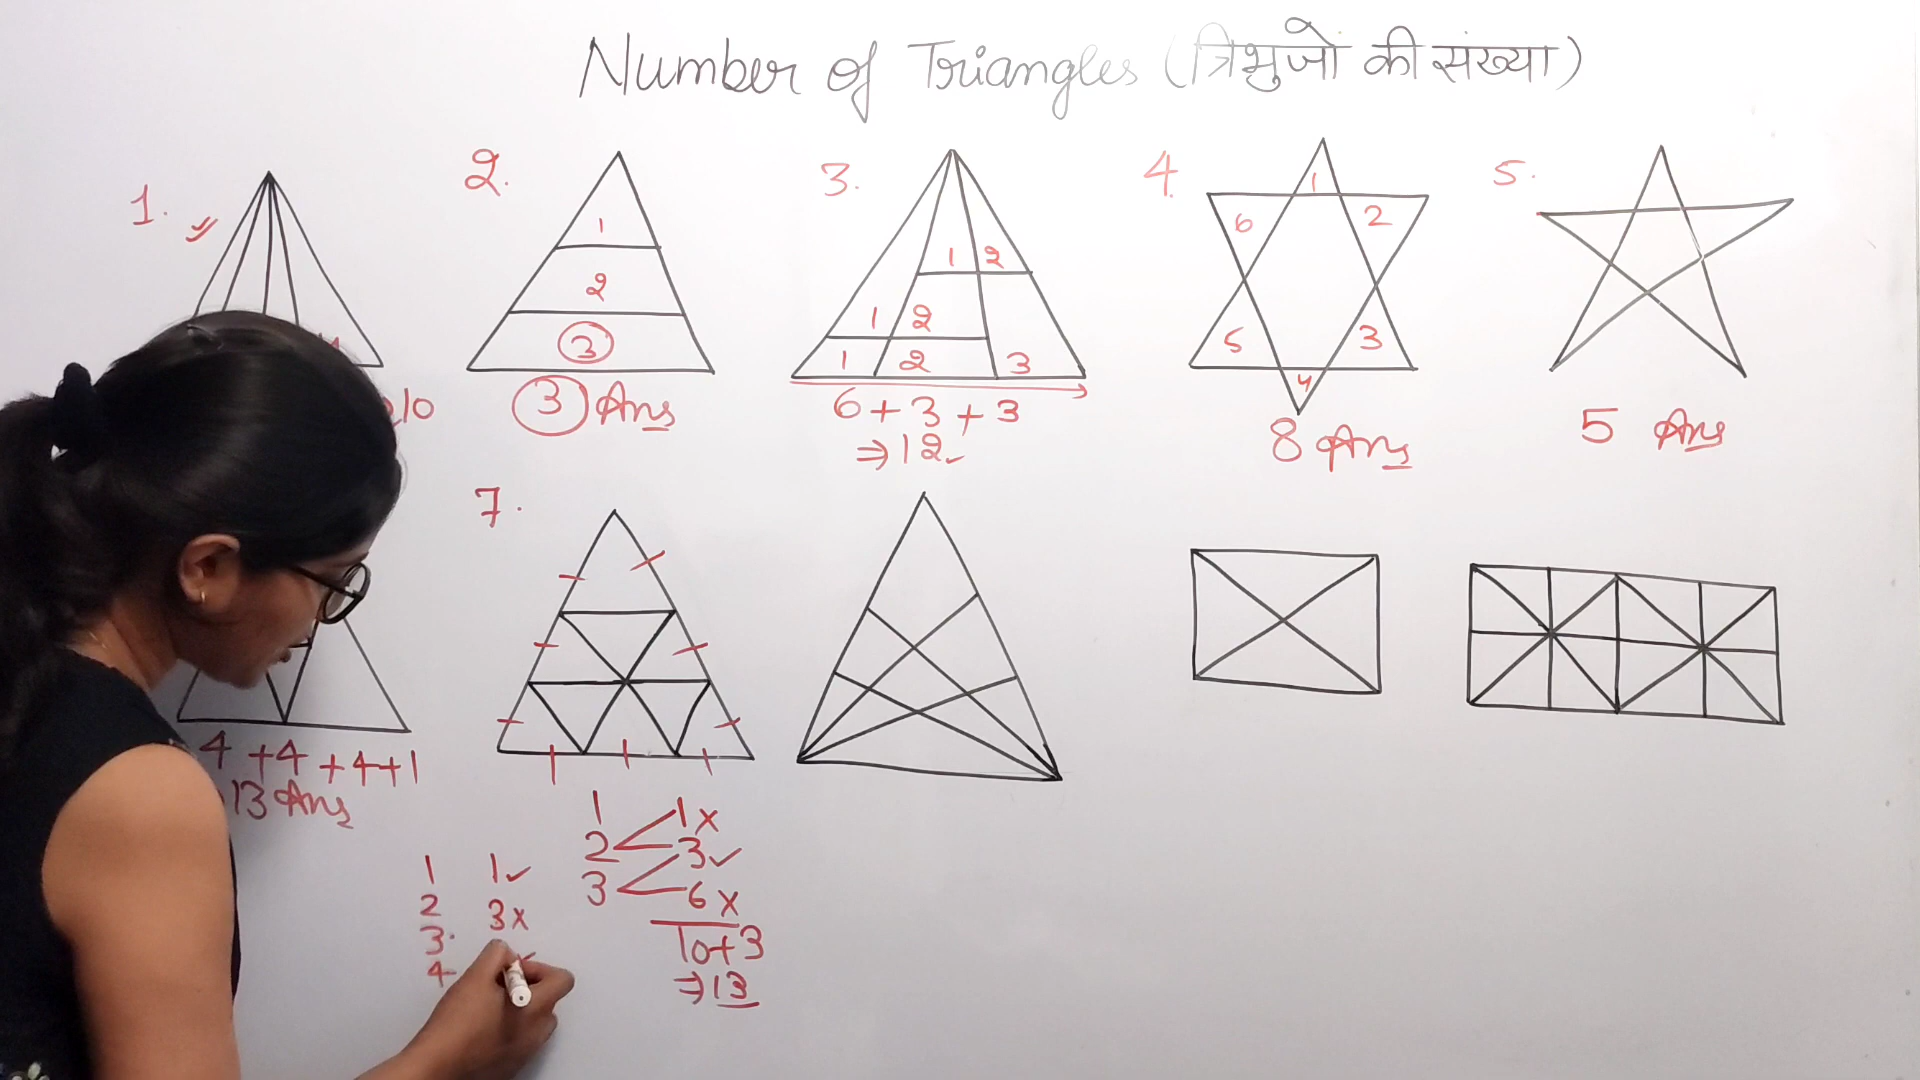 Number of Triangles (त्रिभुजों की संख्या)
1.
10
2.
1
2
3
3 Ans
3.
1 2
1 2
1 2 3
6 + 3 + 3
⇒ 12 ✓
4.
1
6 2
5 3
4
8 Ans
5.
5 Ans
4 + 4 + 4 + 1
13 Ans
7.
1 1 x
2 3 ✓
3 6 x
10 + 3
⇒ 13
1 1 ✓
2 3 x
3.
4